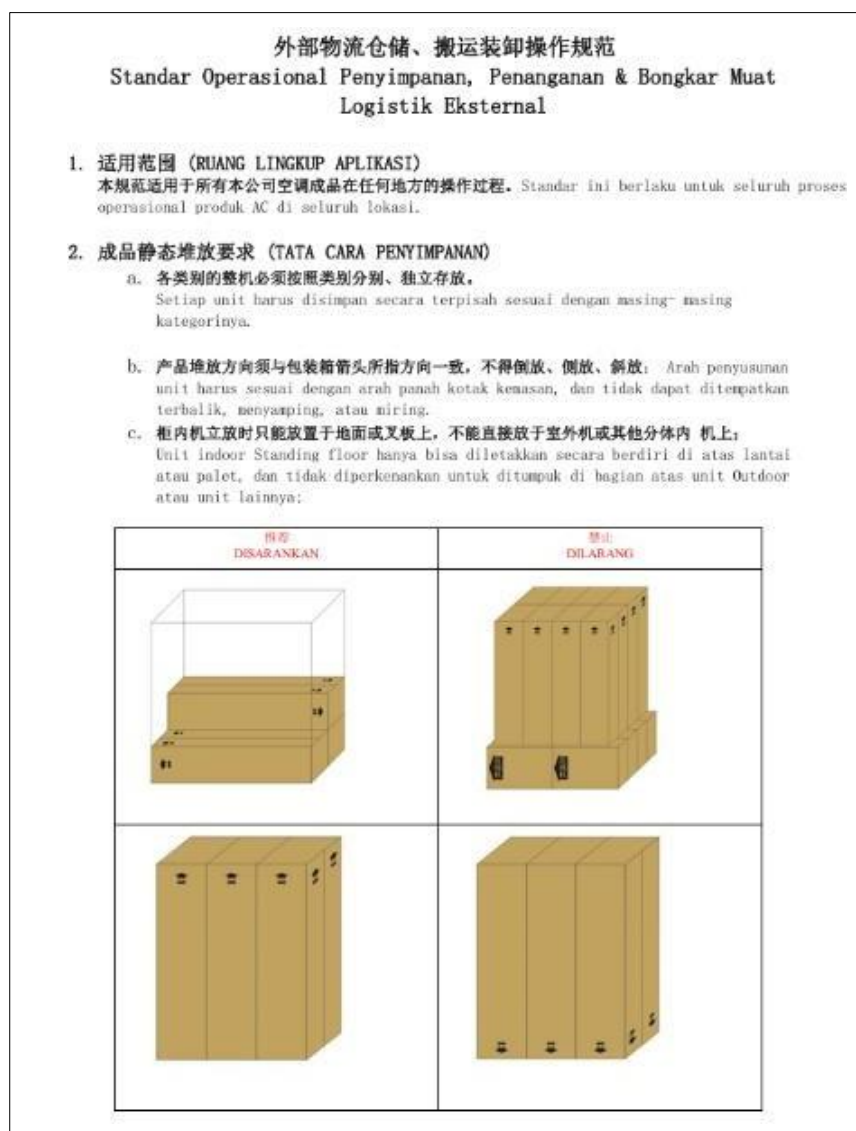 外部物流仓储、搬运装卸操作规范
Standar Operasional Penyimpanan, Penanganan & Bongkar Muat
Logistik Eksternal
1. 适用范围 (RUANG LINGKUP APLIKASI)
本规范适用于所有本公司空调成品在任何地方的操作过程。Standar ini berlaku untuk seluruh proses
operasional produk AC di seluruh lokasi.
2. 成品静态堆放要求 (TATA CARA PENYIMPANAN)
a. 各类别的整机必须按照类别分别、独立存放。
Setiap unit harus disimpan secara terpisah sesuai dengan masing- masing
kategorinya.
b. 产品堆放方向须与包装箱箭头所指方向一致，不得倒放、侧放、斜放； Arah penyusunan
unit harus sesuai dengan arah panah kotak kemasan, dan tidak dapat ditempatkan
terbalik, menyamping, atau miring.
c. 柜内机立放时只能放置于地面或叉板上，不能直接放于室外机或其他分体内 机上；
Unit indoor Standing floor hanya bisa diletakkan secara berdiri di atas lantai
atau palet, dan tidak diperkenankan untuk ditumpuk di bagian atas unit Outdoor
atau unit lainnya;
推荐
DISARANKAN
禁止
DILARANG